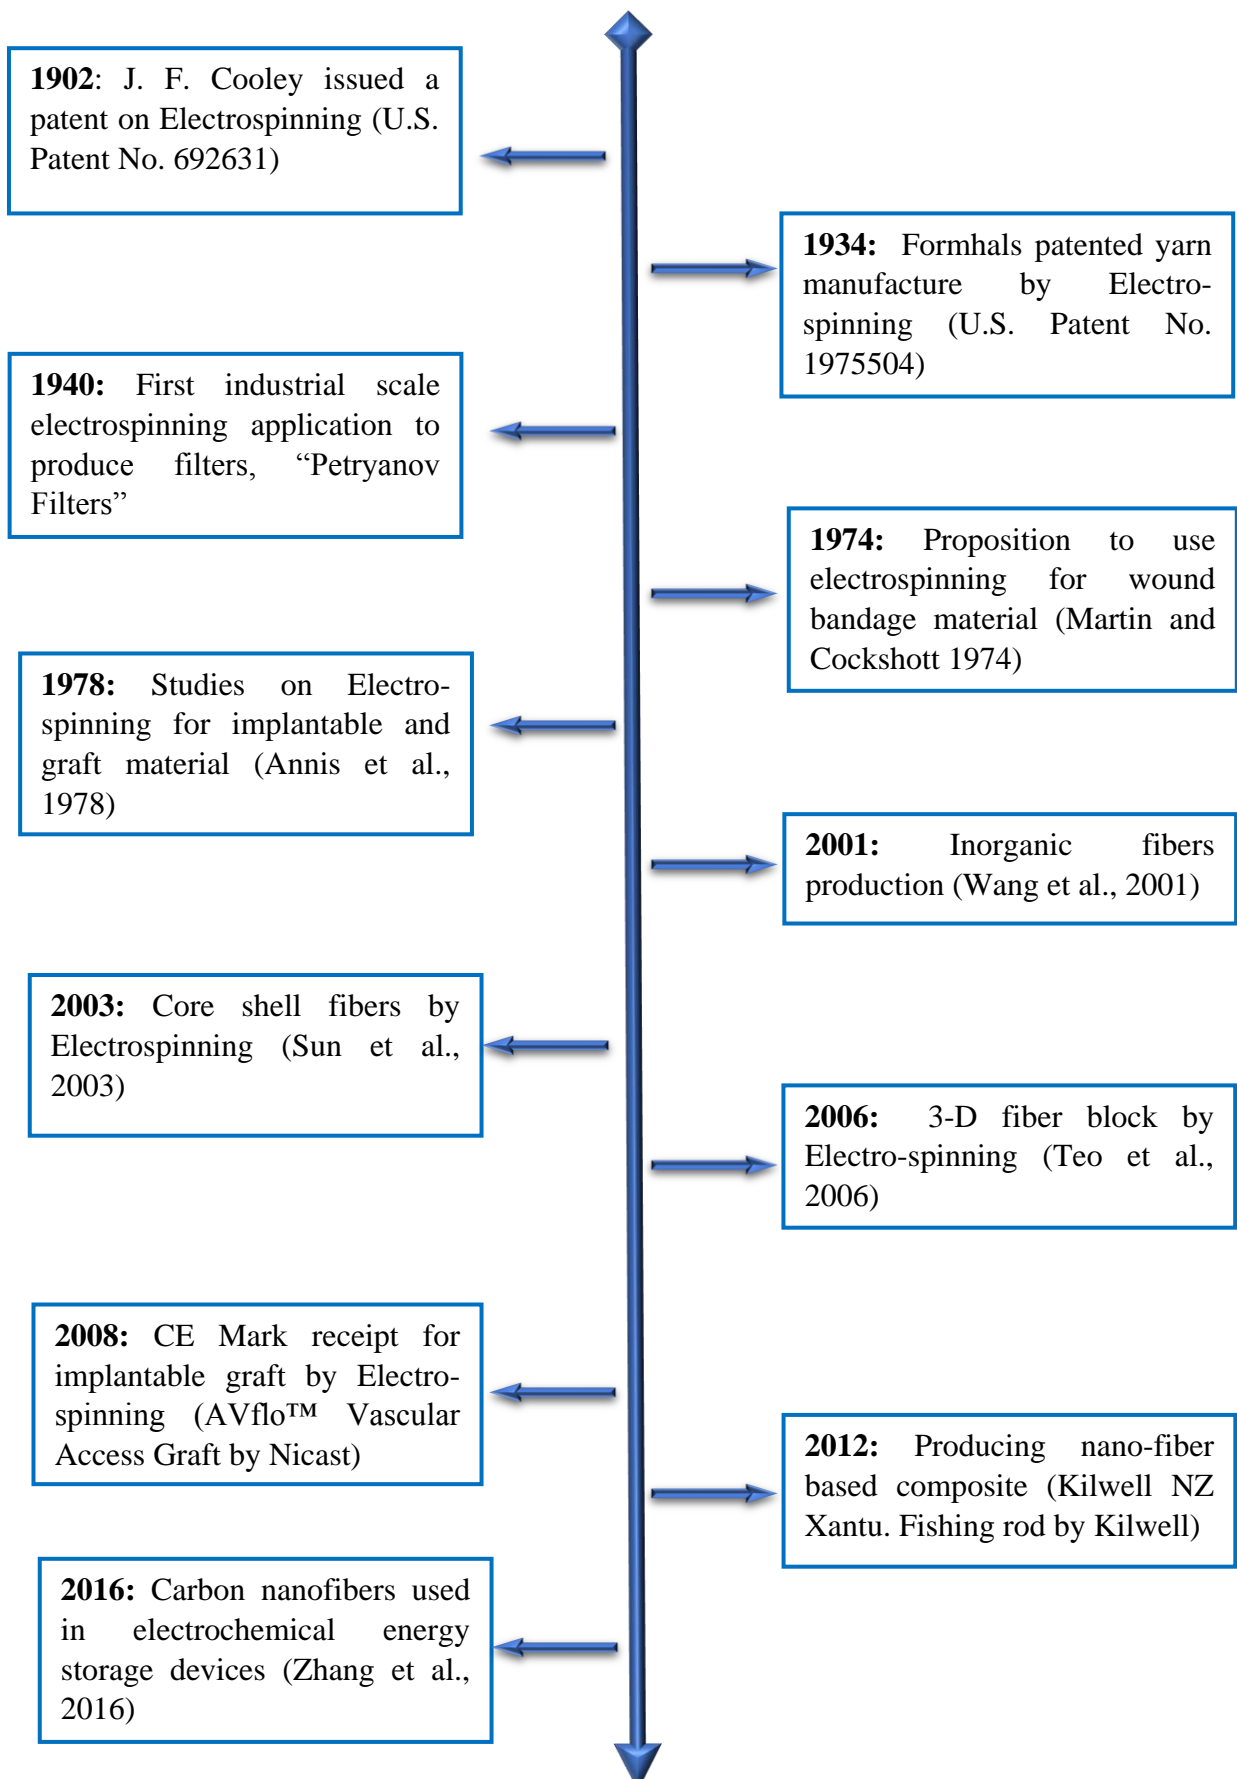 1902: J. F. Cooley issued a
patent on Electrospinning (U.S.
Patent No. 692631)
1934: Formhals patented yarn
manufacture by Electro-
spinning (U.S. Patent No.
1975504)
1940: First industrial scale
electrospinning application to
produce filters, “Petryanov
Filters”
1974: Proposition to use
electrospinning for wound
bandage material (Martin and
Cockshott 1974)
1978: Studies on Electro-
spinning for implantable and
graft material (Annis et al.,
1978)
2001: Inorganic fibers
production (Wang et al., 2001)
2003: Core shell fibers by
Electrospinning (Sun et al.,
2003)
2006: 3-D fiber block by
Electro-spinning (Teo et al.,
2006)
2008: CE Mark receipt for
implantable graft by Electro-
spinning (AVflo™ Vascular
Access Graft by Nicast)
2012: Producing nano-fiber
based composite (Kilwell NZ
Xantu. Fishing rod by Kilwell)
2016: Carbon nanofibers used
in electrochemical energy
storage devices (Zhang et al.,
2016)